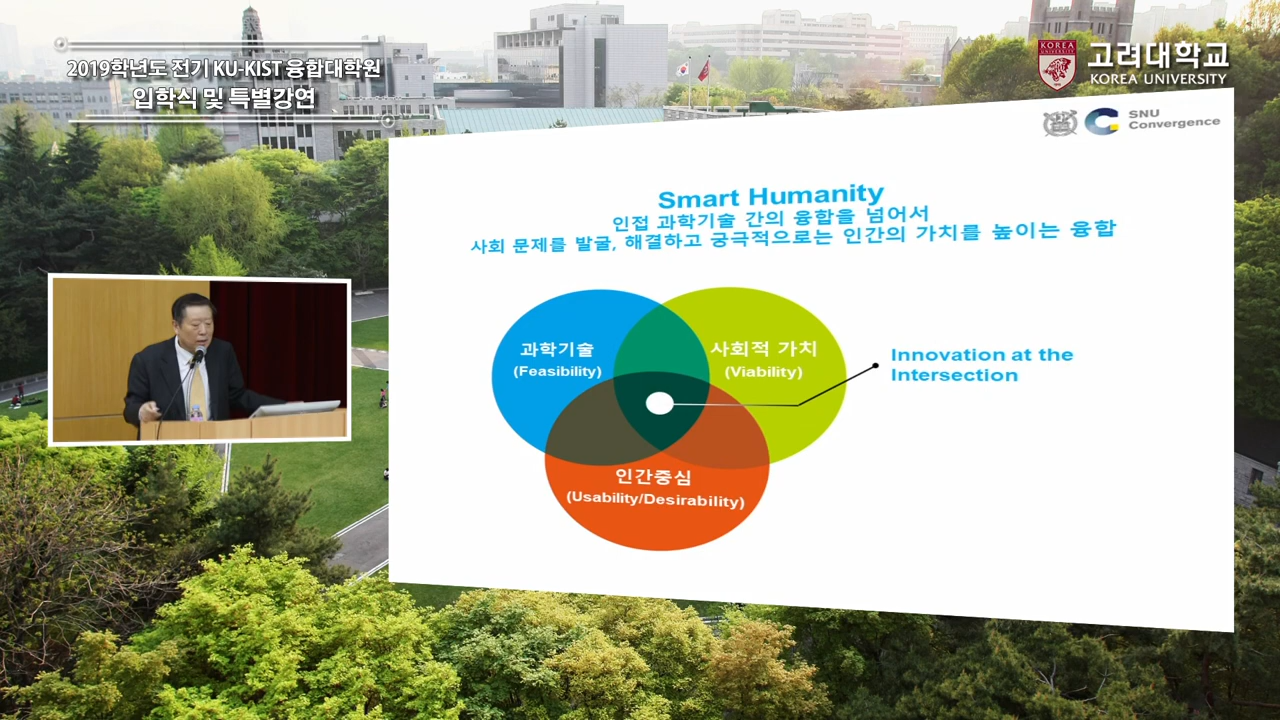 2019학년도 전기 KU-KIST 융합대학원
입학식 및 특별강연
KOREA
UNIVERSITY
고려대학교
KOREA UNIVERSITY
SNU
Convergence
Smart Humanity
인접 과학기술 간의 융합을 넘어서
사회 문제를 발굴, 해결하고 궁극적으로는 인간의 가치를 높이는 융합
과학기술
(Feasibility)
사회적 가치
(Viability)
Innovation at the
Intersection
인간중심
(Usability/Desirability)